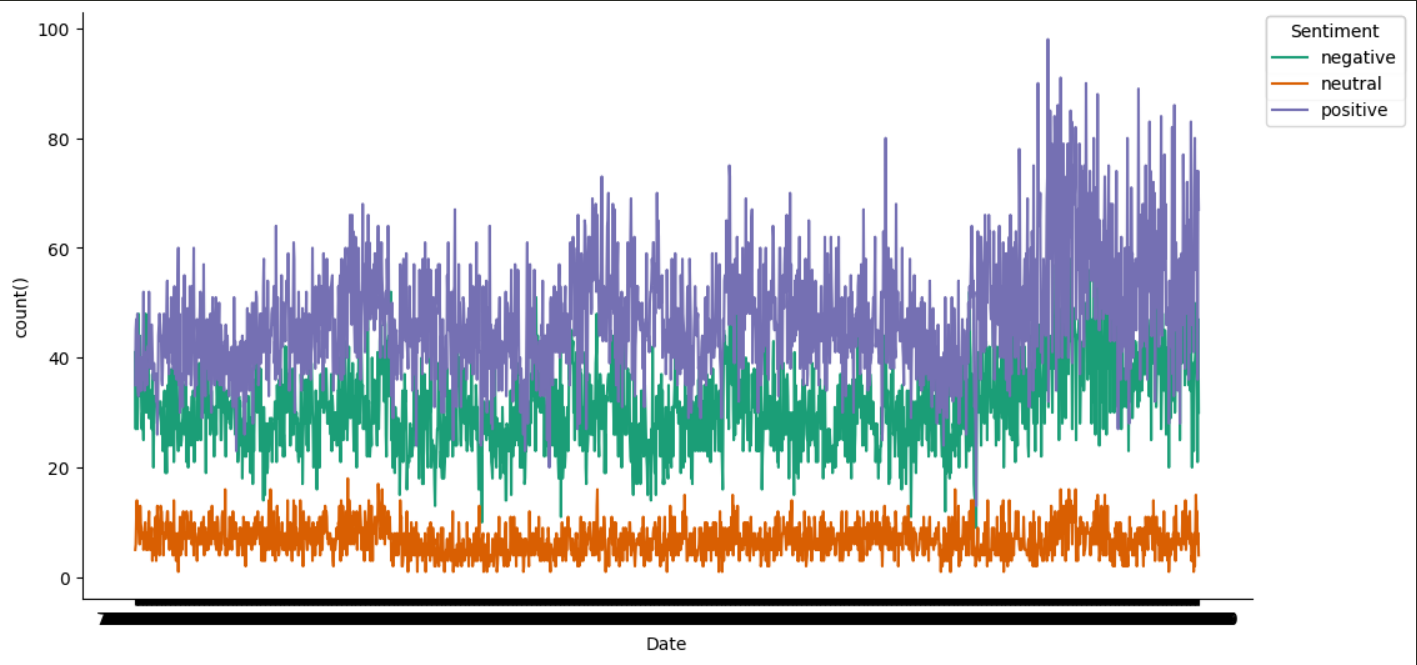 100
80
60
40
20
0
count()
Date
Sentiment
negative
neutral
positive